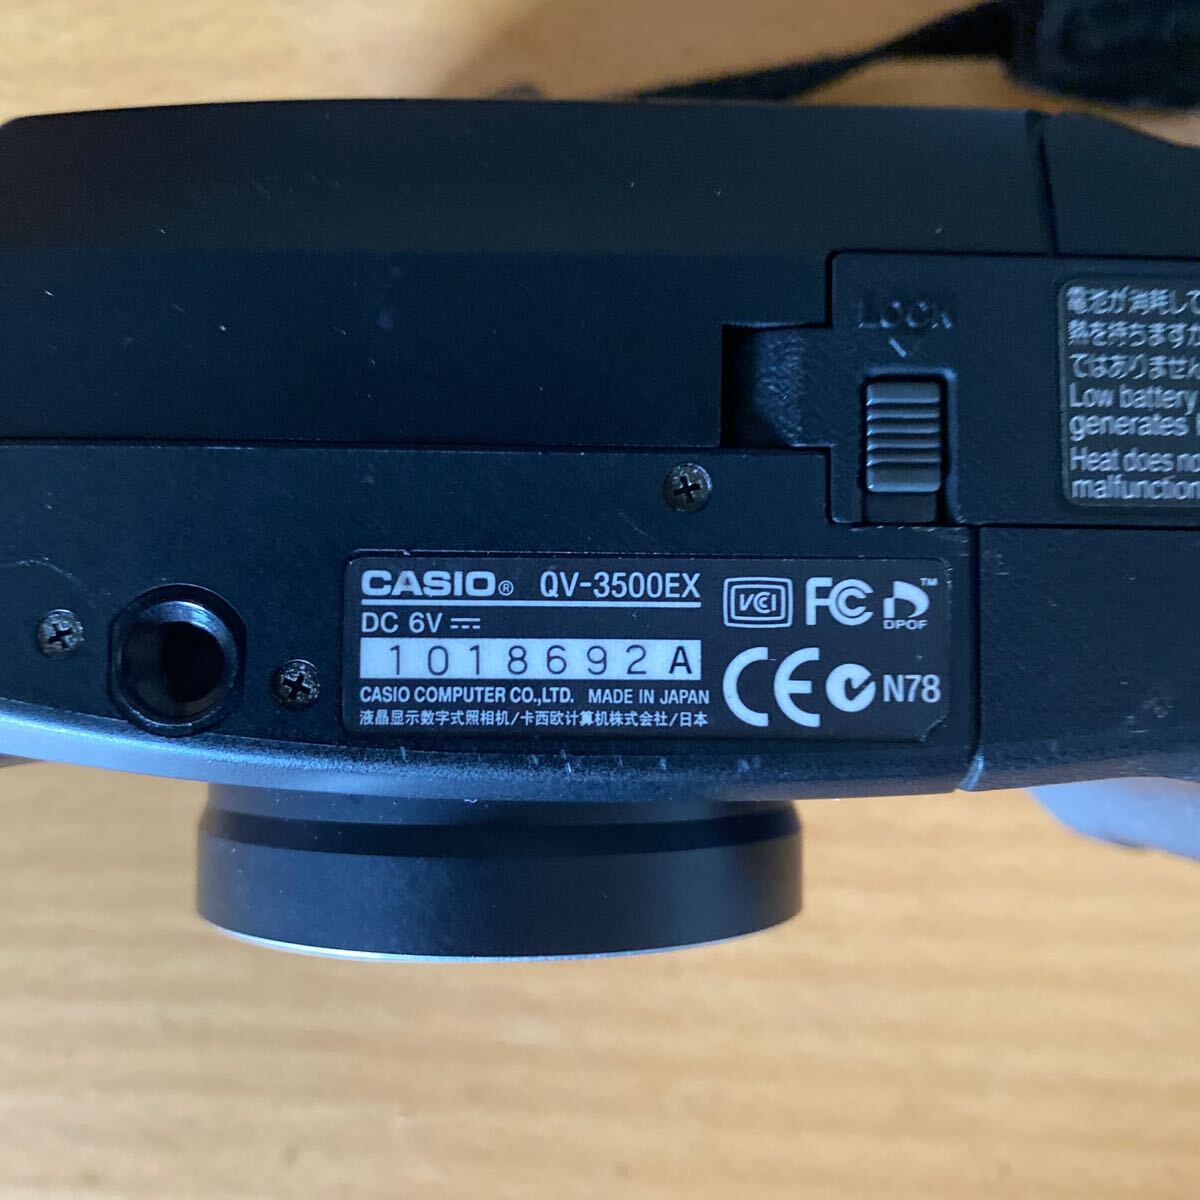 LOCK
電池が消耗して
熱を持ちますが
ではありません
Low battery
generates
Heat does no
malfunction
CASIO® QV-3500EX
DC 6V
1018692A
CASIO COMPUTER CO.,LTD. MADE IN JAPAN
液晶显示数字式照相机/卡西欧计算机株式会社/日本
VCI FC D™
DPOF
CE N78